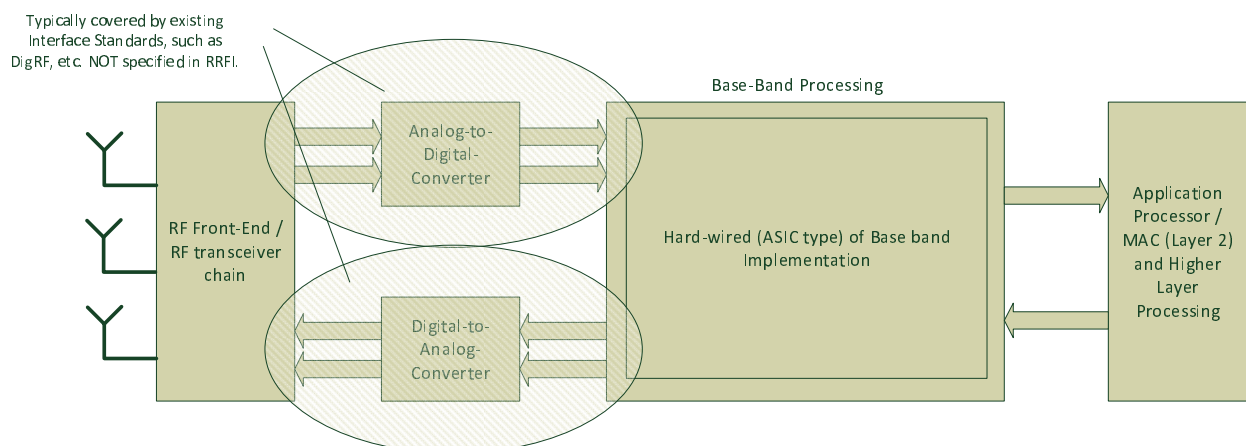 Typically covered by existing
Interface Standards, such as
DigRF, etc. NOT specified in RRFI.
Base-Band Processing
Analog-to-
Digital-
Converter
RF Front-End /
RF transceiver
chain
Hard-wired (ASIC type) of Base band
Implementation
Application
Processor /
MAC (Layer 2)
and Higher
Layer
Processing
Digital-to-
Analog-
Converter